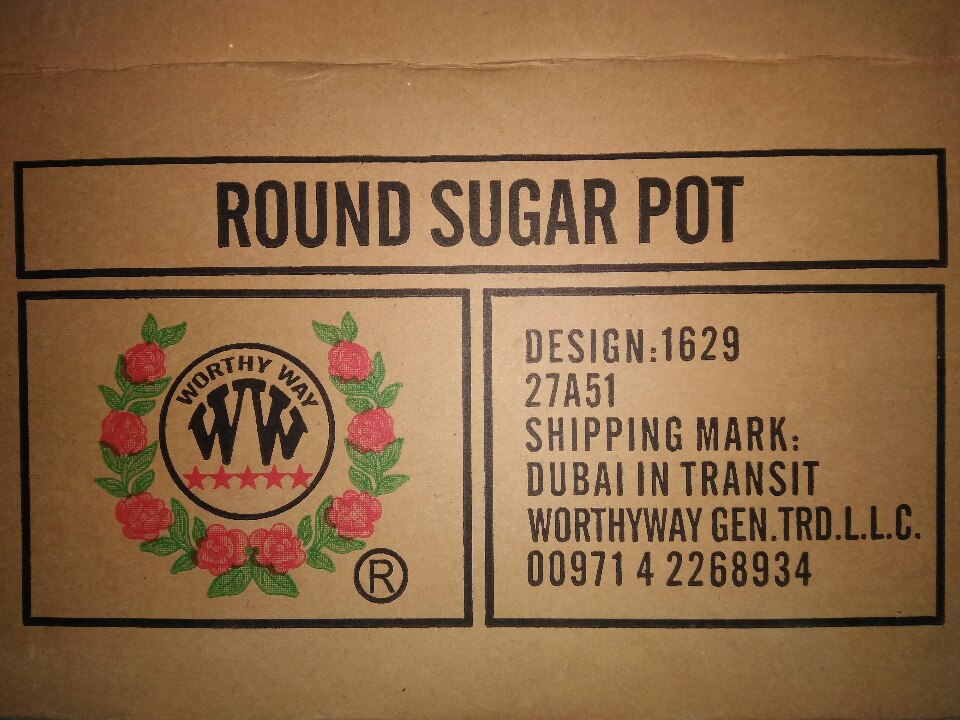 ROUND SUGAR POT
WORTHY WAY
WW
®
DESIGN:1629
27A51
SHIPPING MARK:
DUBAI IN TRANSIT
WORTHYWAY GEN.TRD.L.L.C.
00971 4 2268934